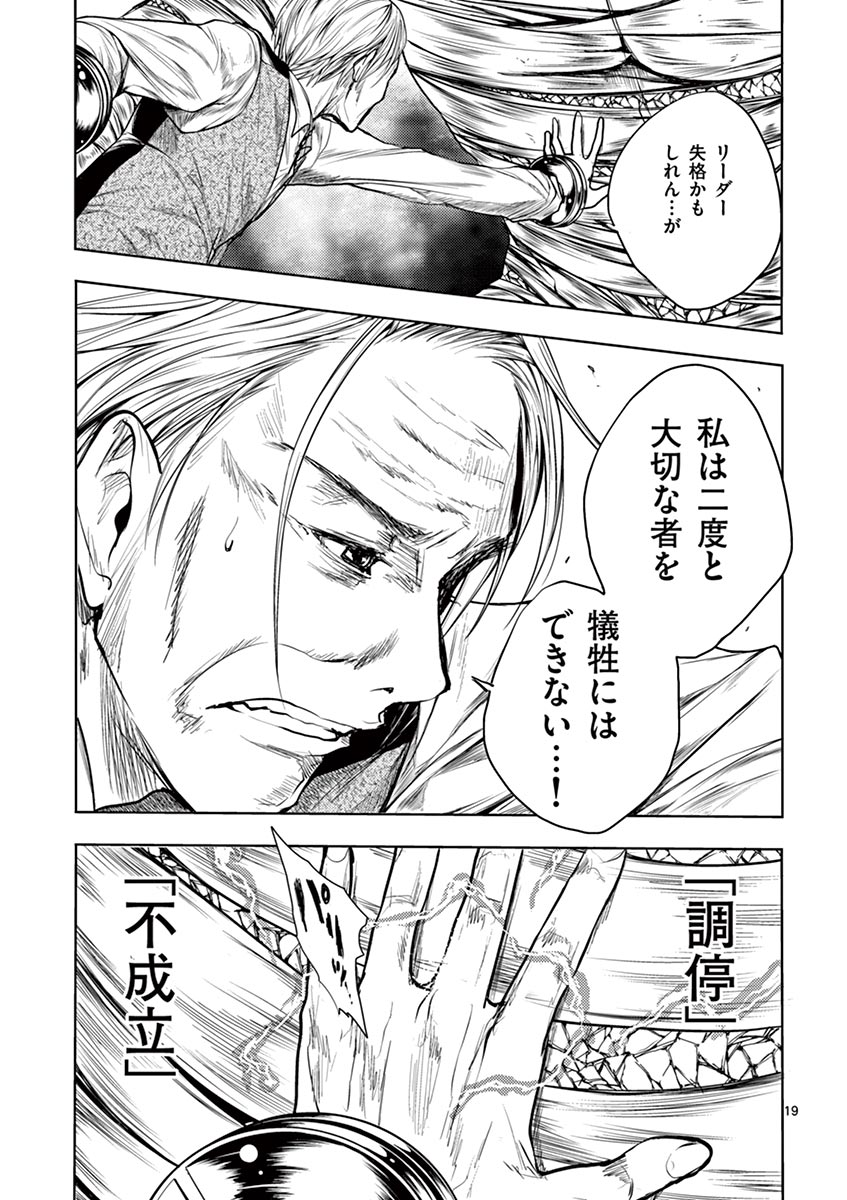 リーダー
失格かも
しれん…が
私は二度と
大切な者を
犠牲には
できない…!
「調停」
バリッ
「不成立」
19